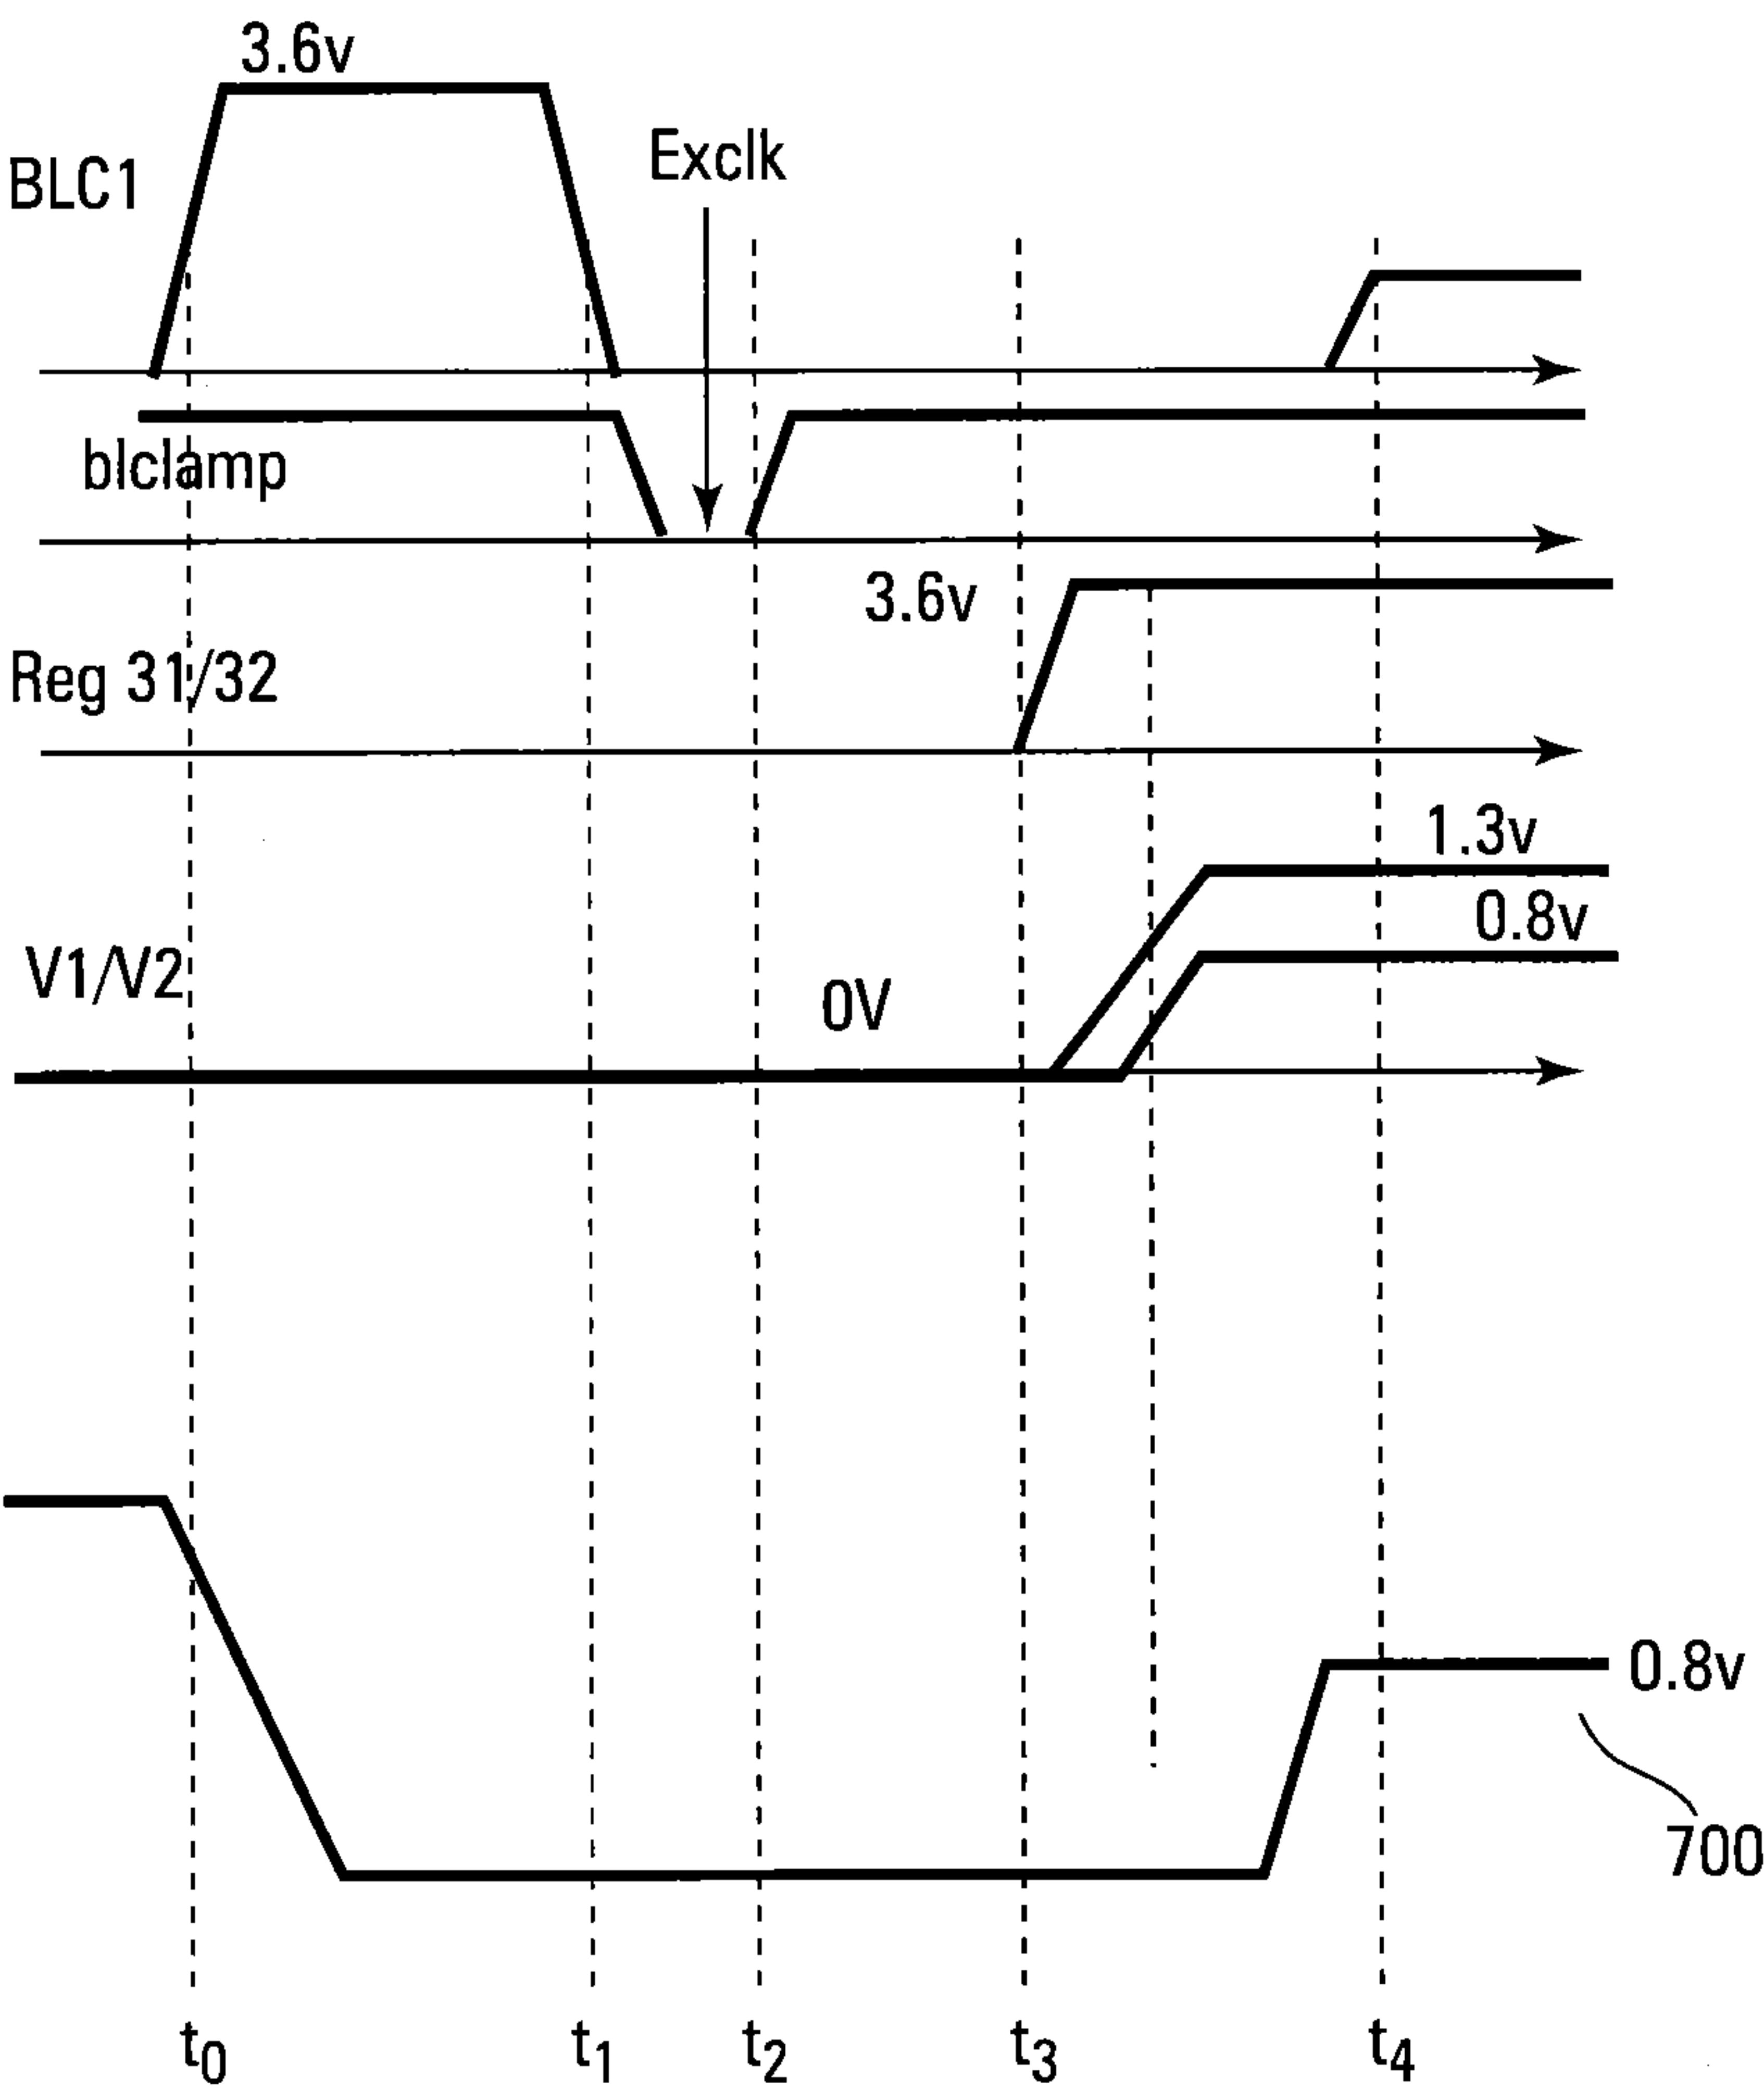 3.6v
BLC1
Exclk
blclamp
3.6v
Reg 31/32
1.3v
0.8v
V1/V2
0V
0.8v
700
t0 t1 t2 t3 t4